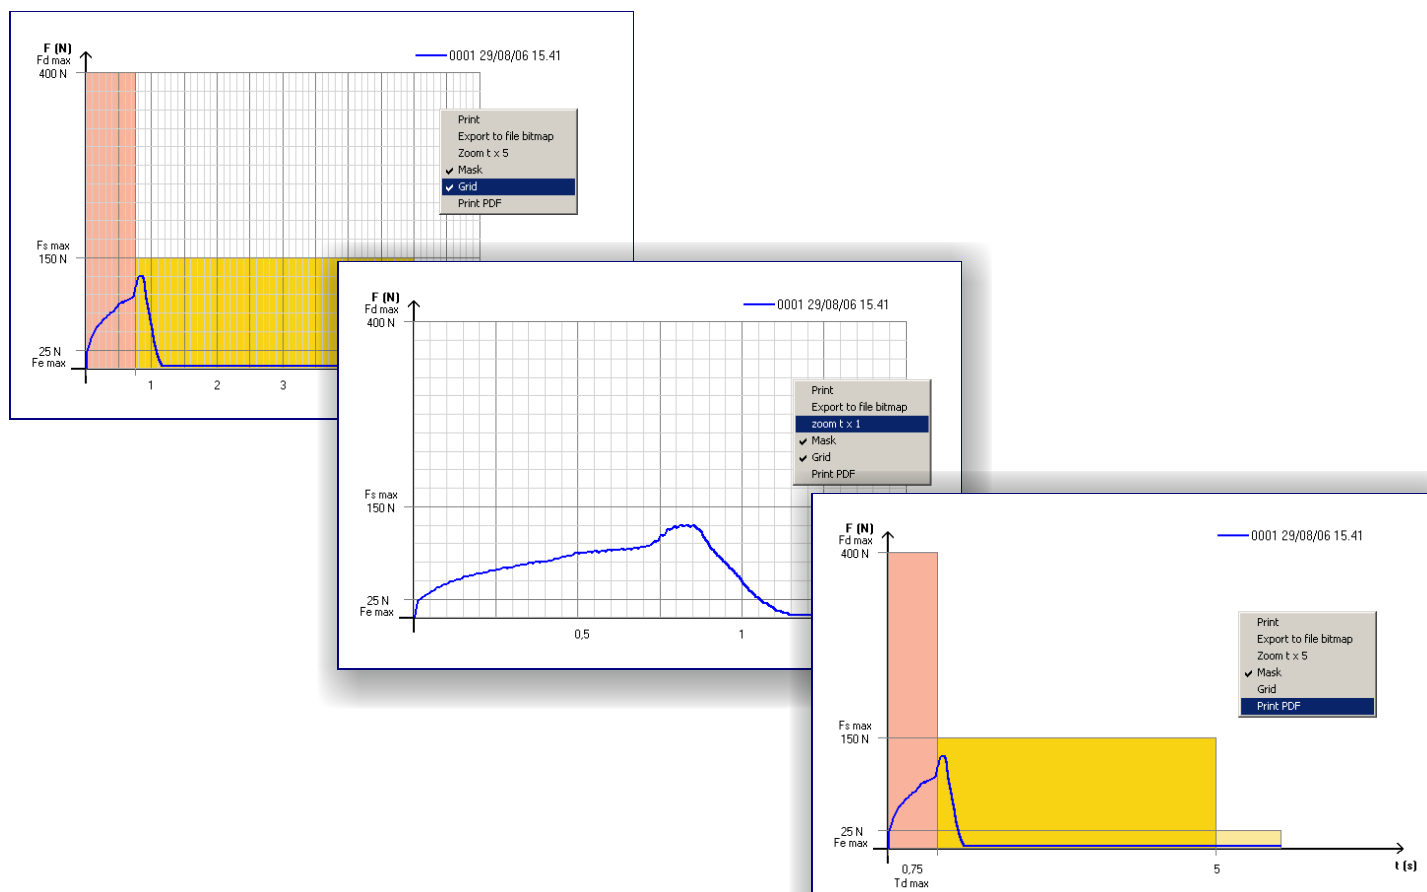 F (N)
Fd max
400 N
0001 29/08/06 15.41
Print
Export to file bitmap
Zoom t x 5
Mask
Grid
Print PDF
Fs max
150 N
25 N
Fe max
1
2
3
F (N)
Fd max
400 N
0001 29/08/06 15.41
Print
Export to file bitmap
zoom t x 1
Mask
Grid
Print PDF
Fs max
150 N
25 N
Fe max
0,5
1
F (N)
Fd max
400 N
0001 29/08/06 15.41
Print
Export to file bitmap
Zoom t x 5
Mask
Grid
Print PDF
Fs max
150 N
25 N
Fe max
0,75
Td max
5
t (s)